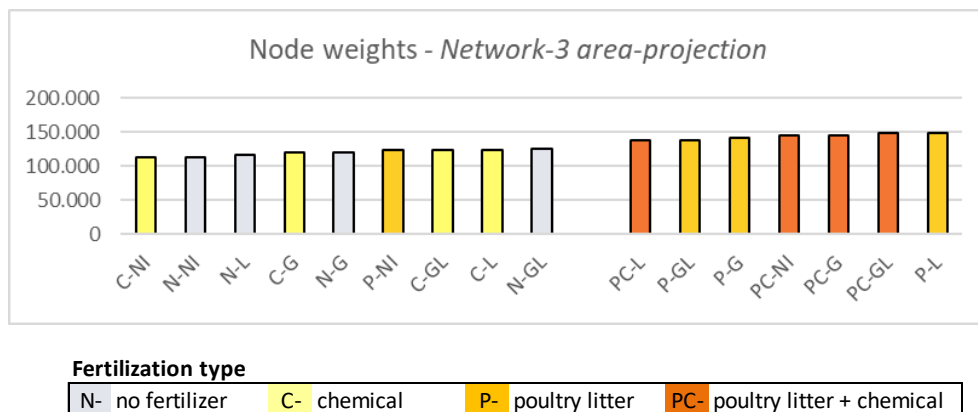 Node weights - Network-3 area-projection
200.000
150.000
100.000
50.000
0
C-NI N-NI N-L C-G N-G P-NI C-GL C-L N-GL PC-L P-GL P-G PC-NI PC-G PC-GL P-L
Fertilization type
N- no fertilizer C- chemical P- poultry litter PC- poultry litter + chemical